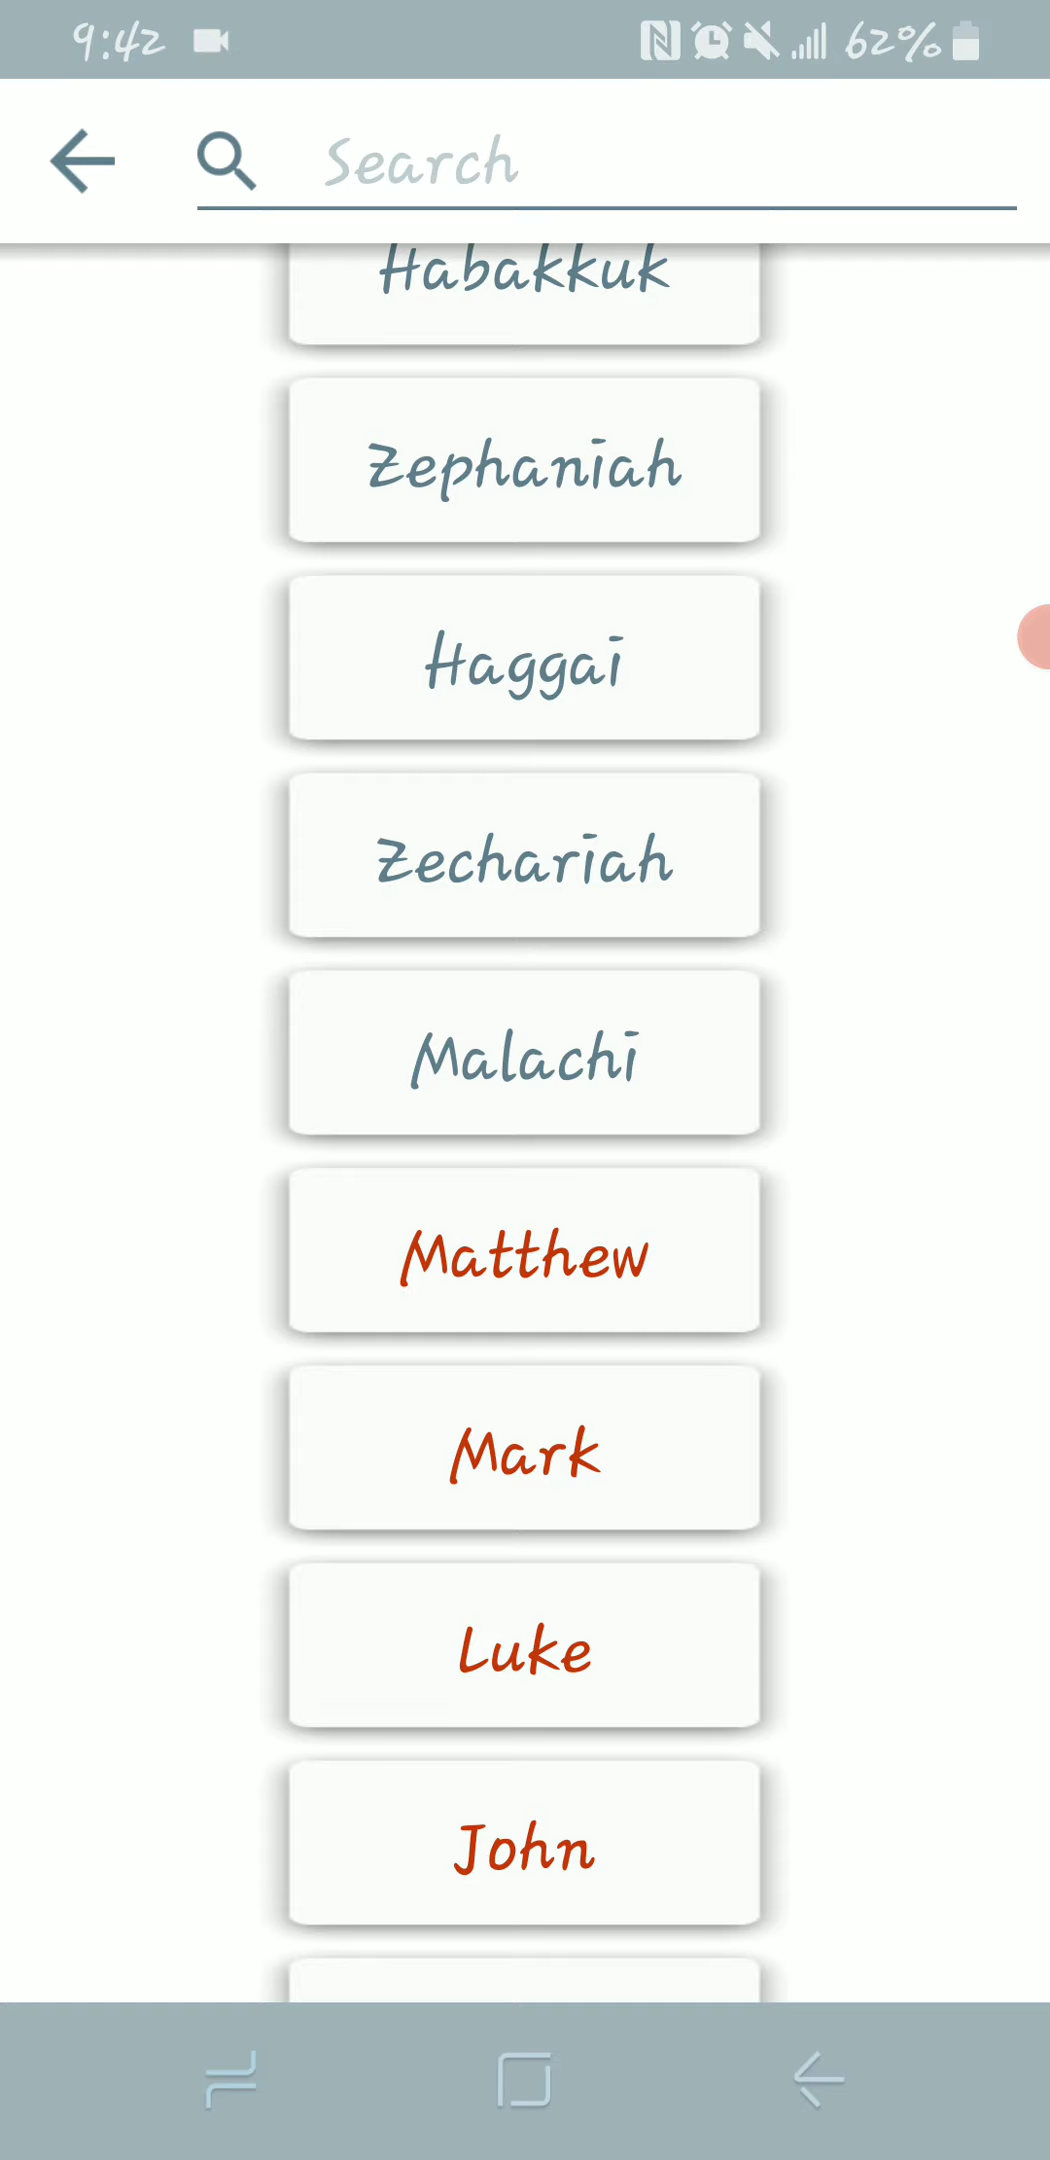 9:42 62%
Search
Habakkuk
Zephaniah
Haggai
Zechariah
Malachi
Matthew
Mark
Luke
John